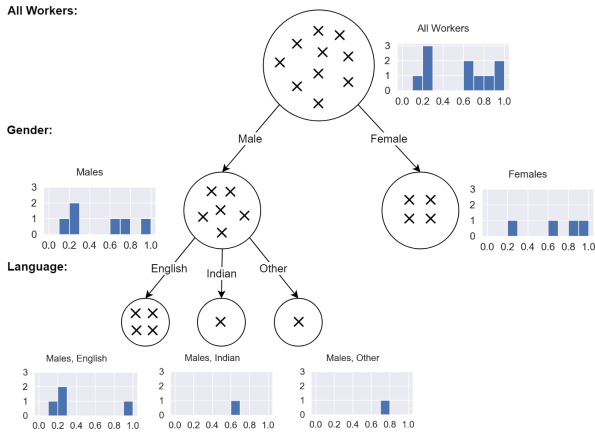 All Workers:
All Workers
3
2
1
0
0.0 0.2 0.4 0.6 0.8 1.0
Gender:
Male
Female
Males
3
2
1
0
0.0 0.2 0.4 0.6 0.8 1.0
Females
3
2
1
0
0.0 0.2 0.4 0.6 0.8 1.0
Language:
English
Indian
Other
Males, English
3
2
1
0
0.0 0.2 0.4 0.6 0.8 1.0
Males, Indian
3
2
1
0
0.0 0.2 0.4 0.6 0.8 1.0
Males, Other
3
2
1
0
0.0 0.2 0.4 0.6 0.8 1.0